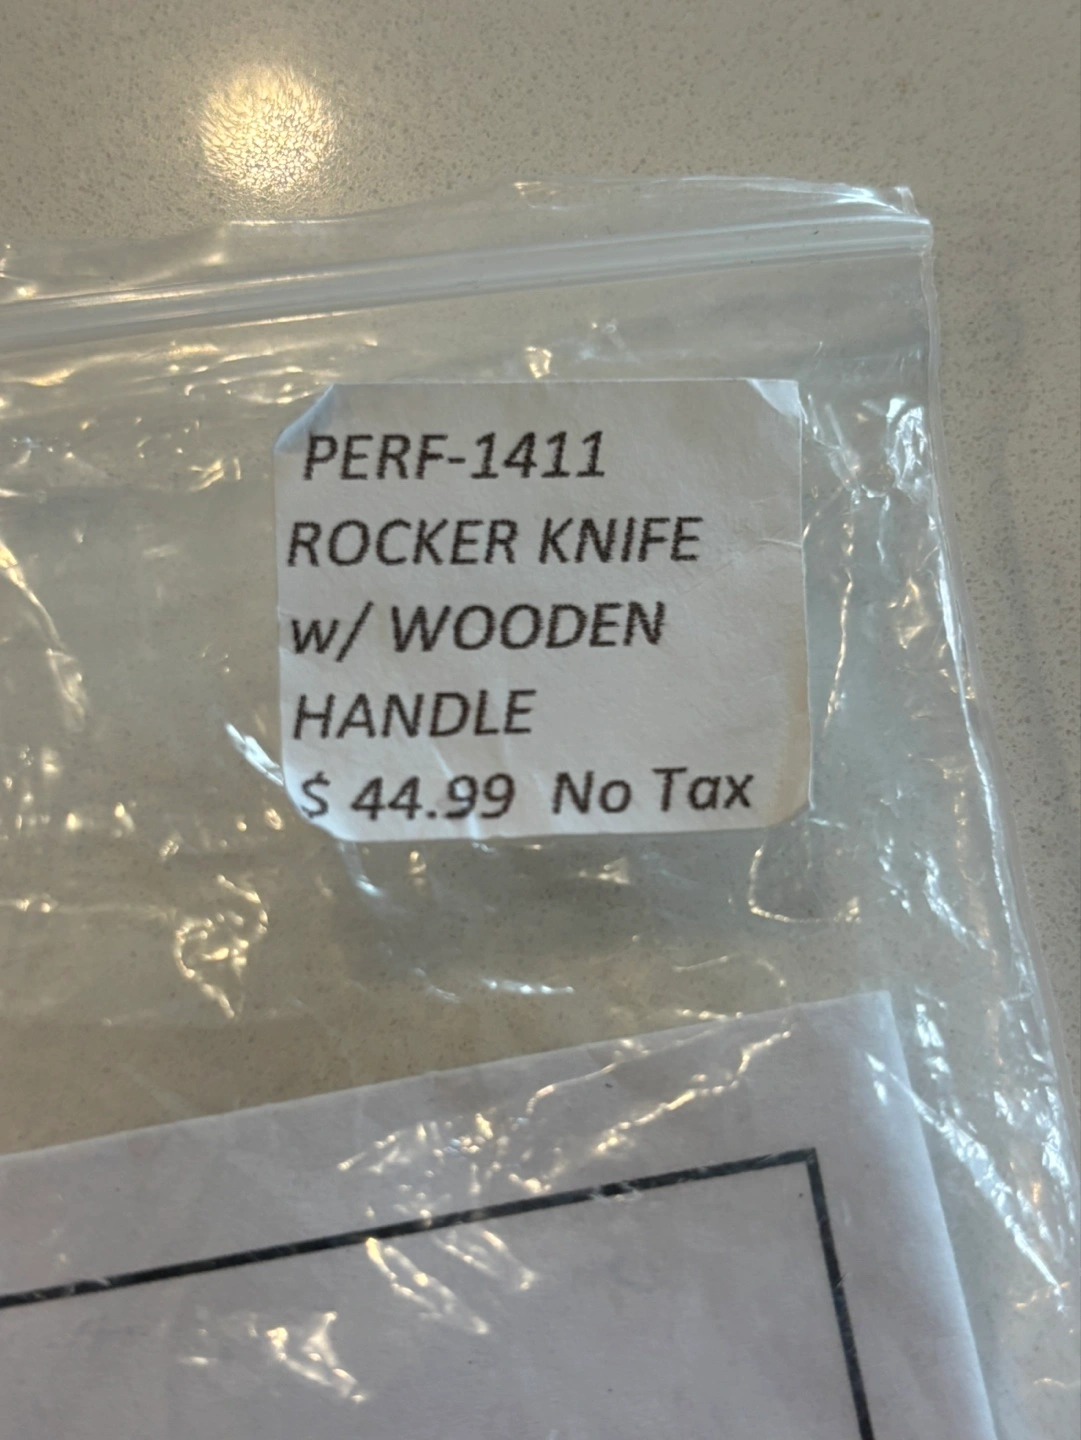 PERF-1411
ROCKER KNIFE
w/ WOODEN
HANDLE
$ 44.99 No Tax